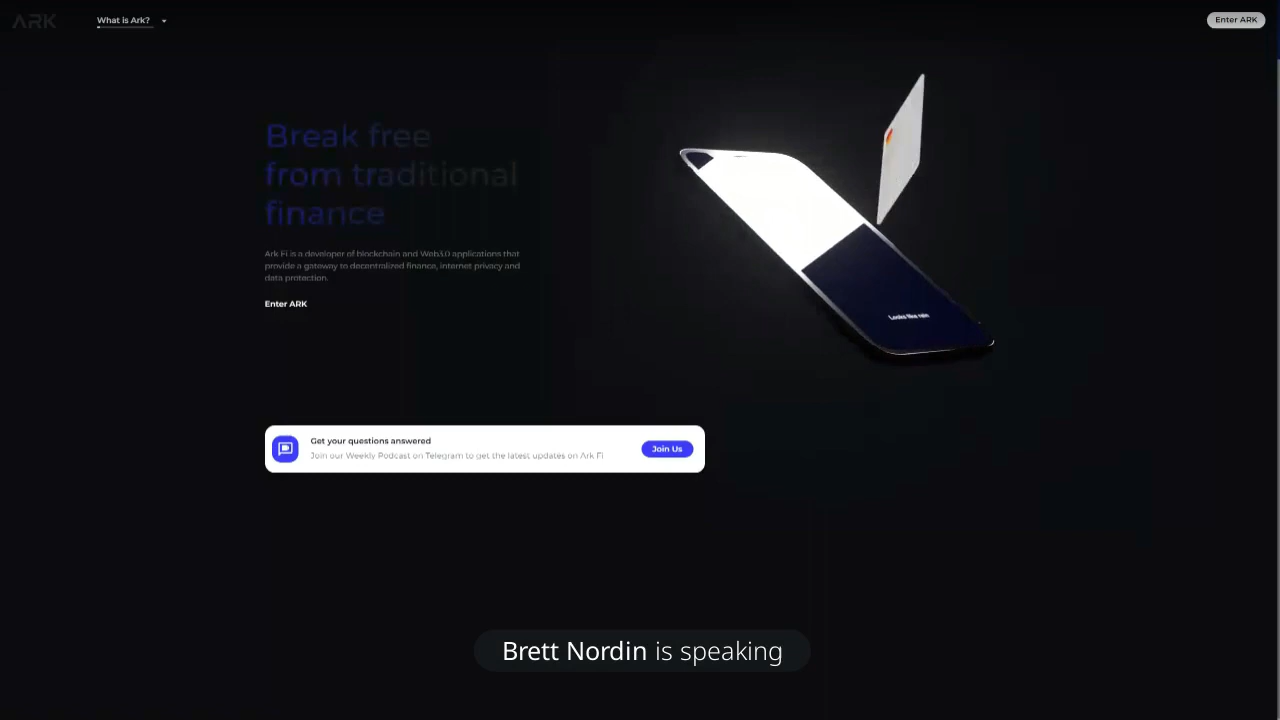 ARK
What is Ark?
Enter ARK
Break free
from traditional
finance
Ark Fi is a developer of blockchain and Web3.0 applications that
provide a gateway to decentralized finance, internet privacy and
data protection.
Enter ARK
Looks like rain
Get your questions answered
Join our Weekly Podcast on Telegram to get the latest updates on Ark Fi
Join Us
Brett Nordin is speaking